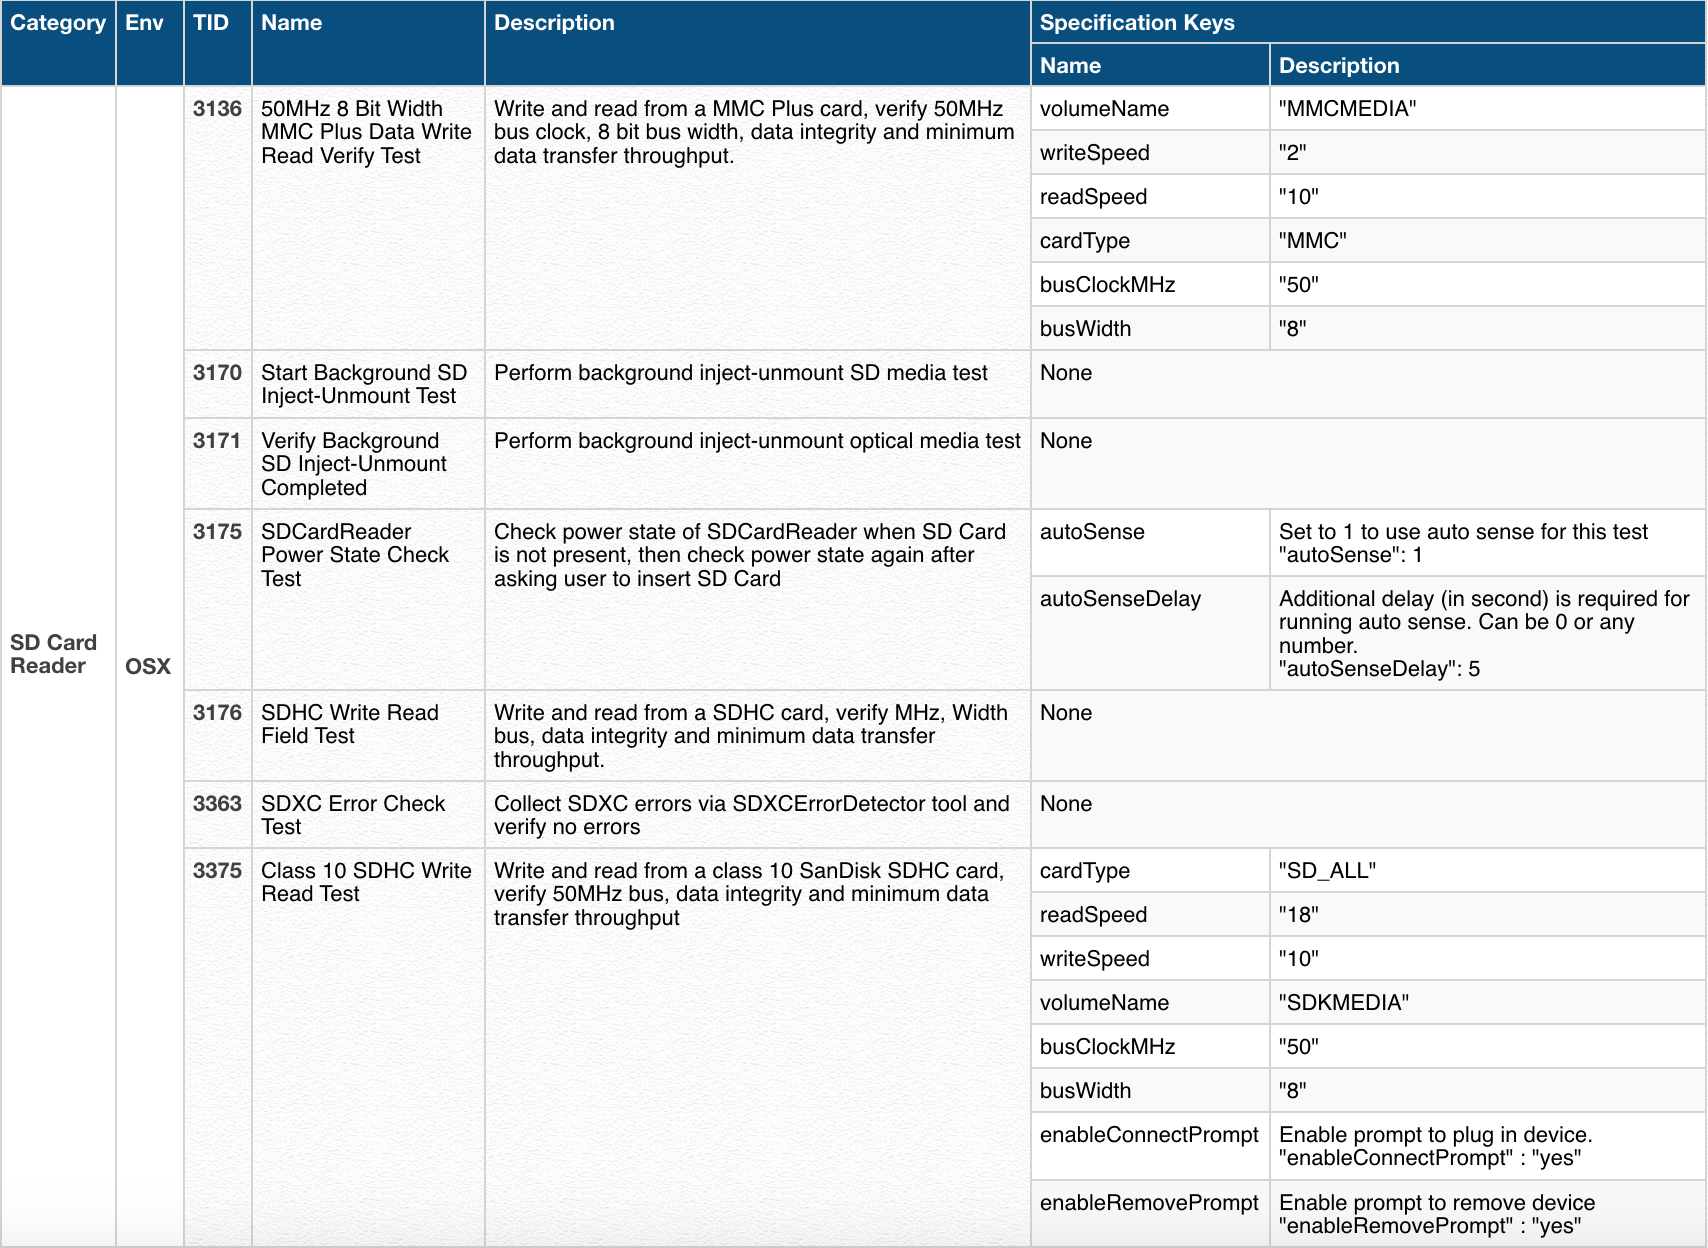 Category Env TID Name Description Specification Keys
Name Description
SD Card
Reader
OSX
3136
50MHz 8 Bit Width
MMC Plus Data Write
Read Verify Test
Write and read from a MMC Plus card, verify 50MHz
bus clock, 8 bit bus width, data integrity and minimum
data transfer throughput.
volumeName "MMCMEDIA"
writeSpeed "2"
readSpeed "10"
cardType "MMC"
busClockMHz "50"
busWidth "8"
3170
Start Background SD
Inject-Unmount Test
Perform background inject-unmount SD media test
None
3171
Verify Background
SD Inject-Unmount
Completed
Perform background inject-unmount optical media test
None
3175
SDCardReader
Power State Check
Test
Check power state of SDCardReader when SD Card
is not present, then check power state again after
asking user to insert SD Card
autoSense
Set to 1 to use auto sense for this test
"autoSense": 1
autoSenseDelay
Additional delay (in second) is required for
running auto sense. Can be 0 or any
number.
"autoSenseDelay": 5
3176
SDHC Write Read
Field Test
Write and read from a SDHC card, verify MHz, Width
bus, data integrity and minimum data transfer
throughput.
None
3363
SDXC Error Check
Test
Collect SDXC errors via SDXCErrorDetector tool and
verify no errors
None
3375
Class 10 SDHC Write
Read Test
Write and read from a class 10 SanDisk SDHC card,
verify 50MHz bus, data integrity and minimum data
transfer throughput
cardType "SD_ALL"
readSpeed "18"
writeSpeed "10"
volumeName "SDKMEDIA"
busClockMHz "50"
busWidth "8"
enableConnectPrompt
Enable prompt to plug in device.
"enableConnectPrompt" : "yes"
enableRemovePrompt
Enable prompt to remove device
"enableRemovePrompt" : "yes"